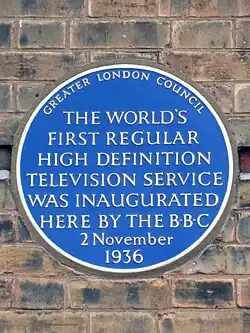 GREATER LONDON COUNCIL
THE WORLD'S
FIRST REGULAR
HIGH DEFINITION
TELEVISION SERVICE
WAS INAUGURATED
HERE BY THE B·B·C
2 November
1936